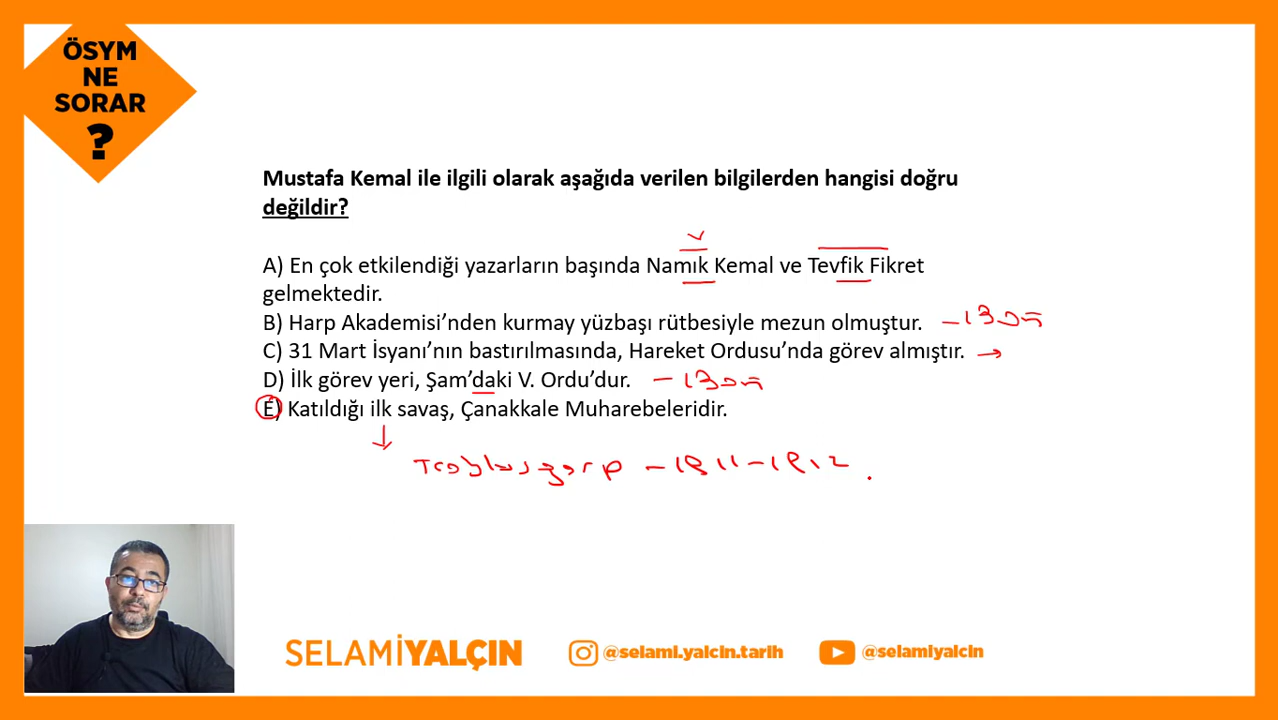 ÖSYM
NE
SORAR
?
Mustafa Kemal ile ilgili olarak aşağıda verilen bilgilerden hangisi doğru
değildir?
A) En çok etkilendiği yazarların başında Namık Kemal ve Tevfik Fikret
gelmektedir.
B) Harp Akademisi’nden kurmay yüzbaşı rütbesiyle mezun olmuştur. –
C) 31 Mart İsyanı’nın bastırılmasında, Hareket Ordusu’nda görev almıştır. →
D) İlk görev yeri, Şam’daki V. Ordu’dur. –
E) Katıldığı ilk savaş, Çanakkale Muharebeleridir.
↓
Trablusgarp – 1911 – 1912
SELAMİYALÇIN @selami.yalcin.tarih @selamiyalcin